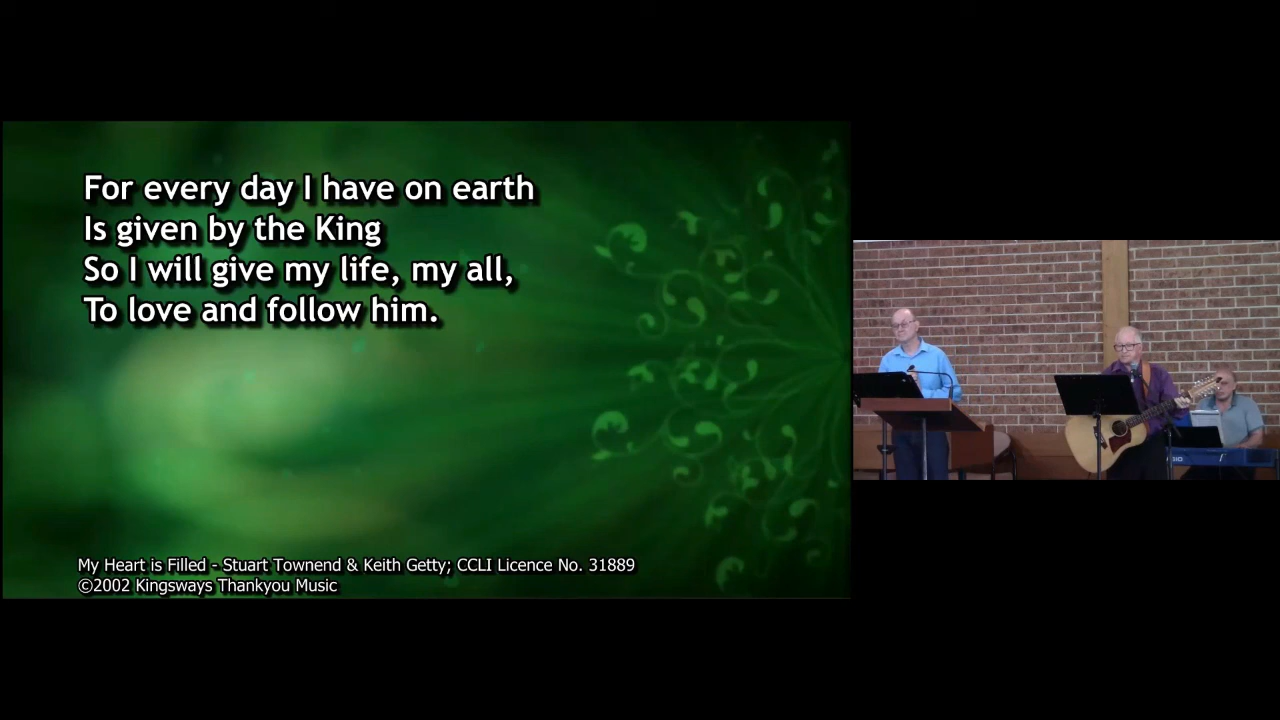 For every day I have on earth
Is given by the King
So I will give my life, my all,
To love and follow him.
My Heart is Filled - Stuart Townend & Keith Getty; CCLI Licence No. 31889
©2002 Kingsways Thankyou Music